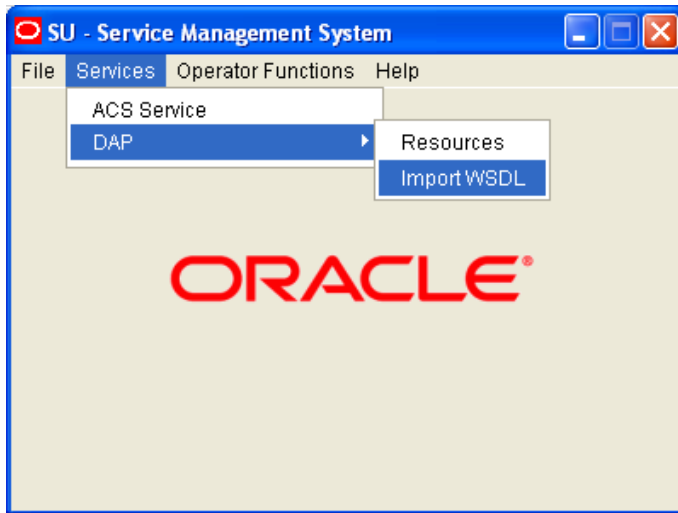 SU - Service Management System
File Services Operator Functions Help
ACS Service
DAP
Resources
Import WSDL
ORACLE®